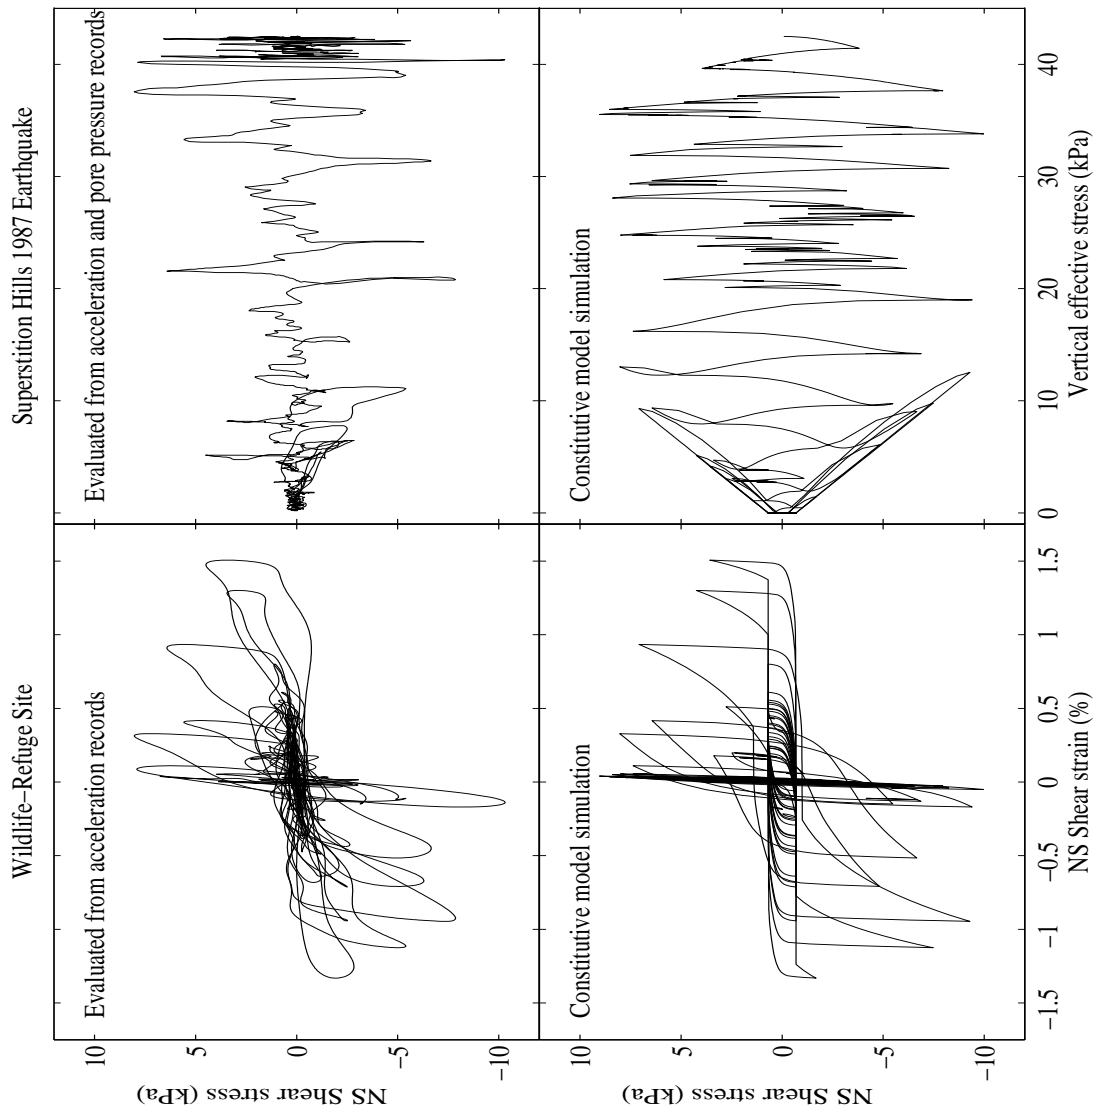 Wildlife−Refuge Site
Superstition Hills 1987 Earthquake
NS Shear stress (kPa)
10
5
0
−5
−10
Evaluated from acceleration records
Evaluated from acceleration and pore pressure records
NS Shear stress (kPa)
10
5
0
−5
−10
Constitutive model simulation
Constitutive model simulation
−1.5
−1
−0.5
0
0.5
1
1.5
NS Shear strain (%)
0
10
20
30
40
Vertical effective stress (kPa)